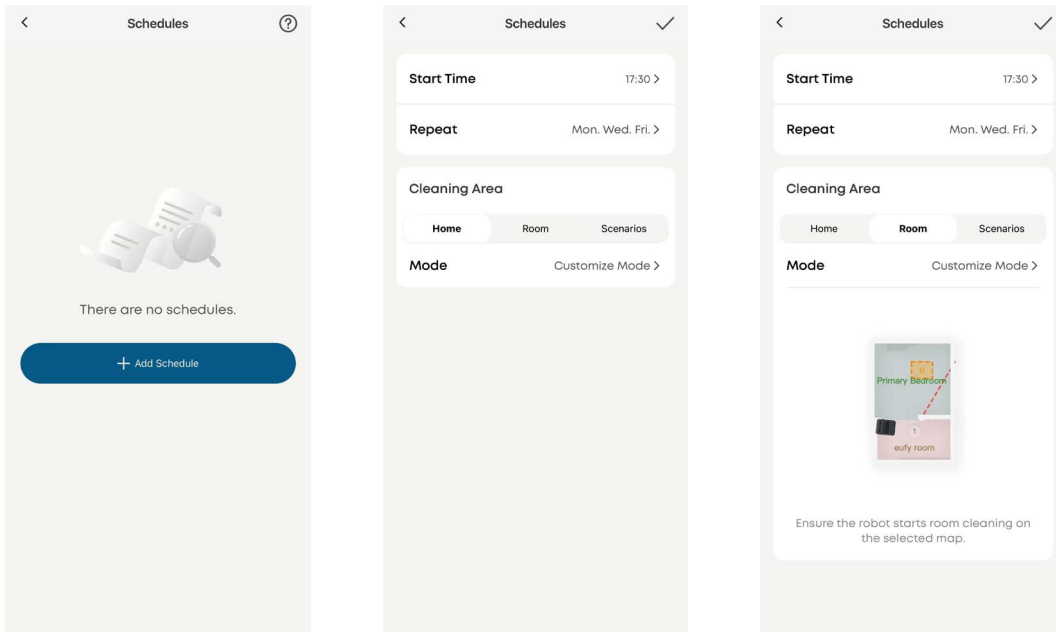 Schedules
There are no schedules.
+ Add Schedule
Schedules
Start Time 17:30 >
Repeat Mon. Wed. Fri. >
Cleaning Area
Home Room Scenarios
Mode Customize Mode >
Schedules
Start Time 17:30 >
Repeat Mon. Wed. Fri. >
Cleaning Area
Home Room Scenarios
Mode Customize Mode >
Primary Bedroom
1
eufy room
Ensure the robot starts room cleaning on
the selected map.